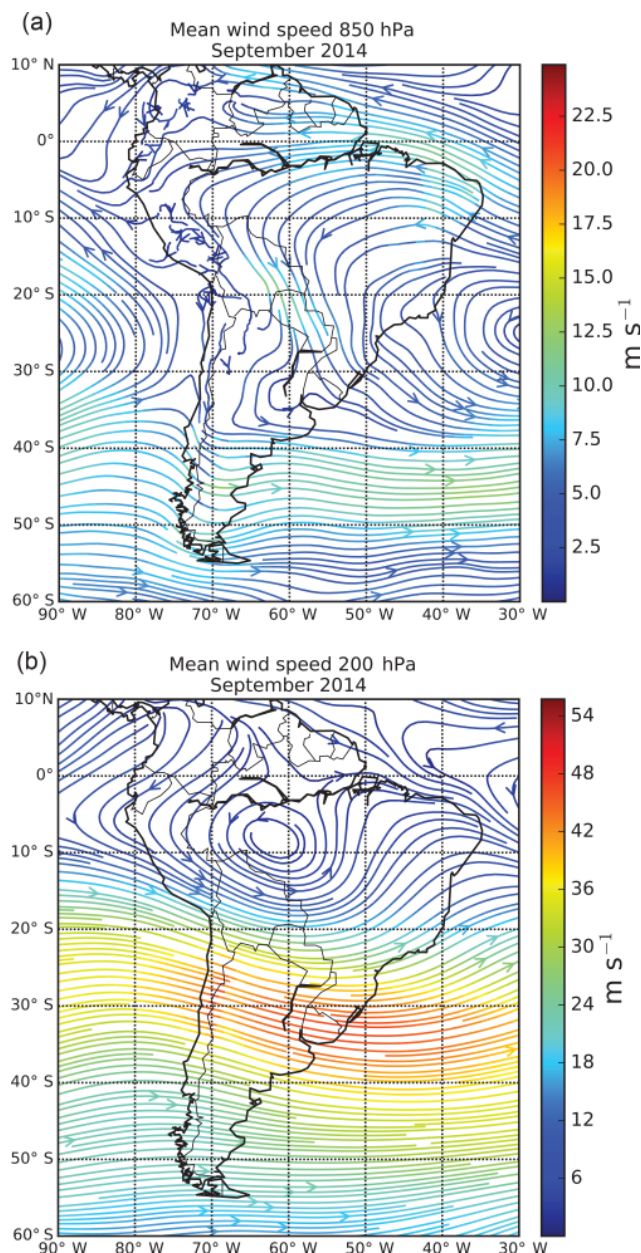 (a)
Mean wind speed 850 hPa
September 2014
10° N
0°
10° S
20° S
30° S
40° S
50° S
60° S
90° W 80° W 70° W 60° W 50° W 40° W 30° W
22.5
20.0
17.5
15.0
12.5
10.0
7.5
5.0
2.5
m s⁻¹
(b)
Mean wind speed 200 hPa
September 2014
10°N
0°
10° S
20° S
30° S
40° S
50° S
60° S
90° W 80° W 70° W 60° W 50° W 40° W 30° W
54
48
42
36
30
24
18
12
6
m s⁻¹